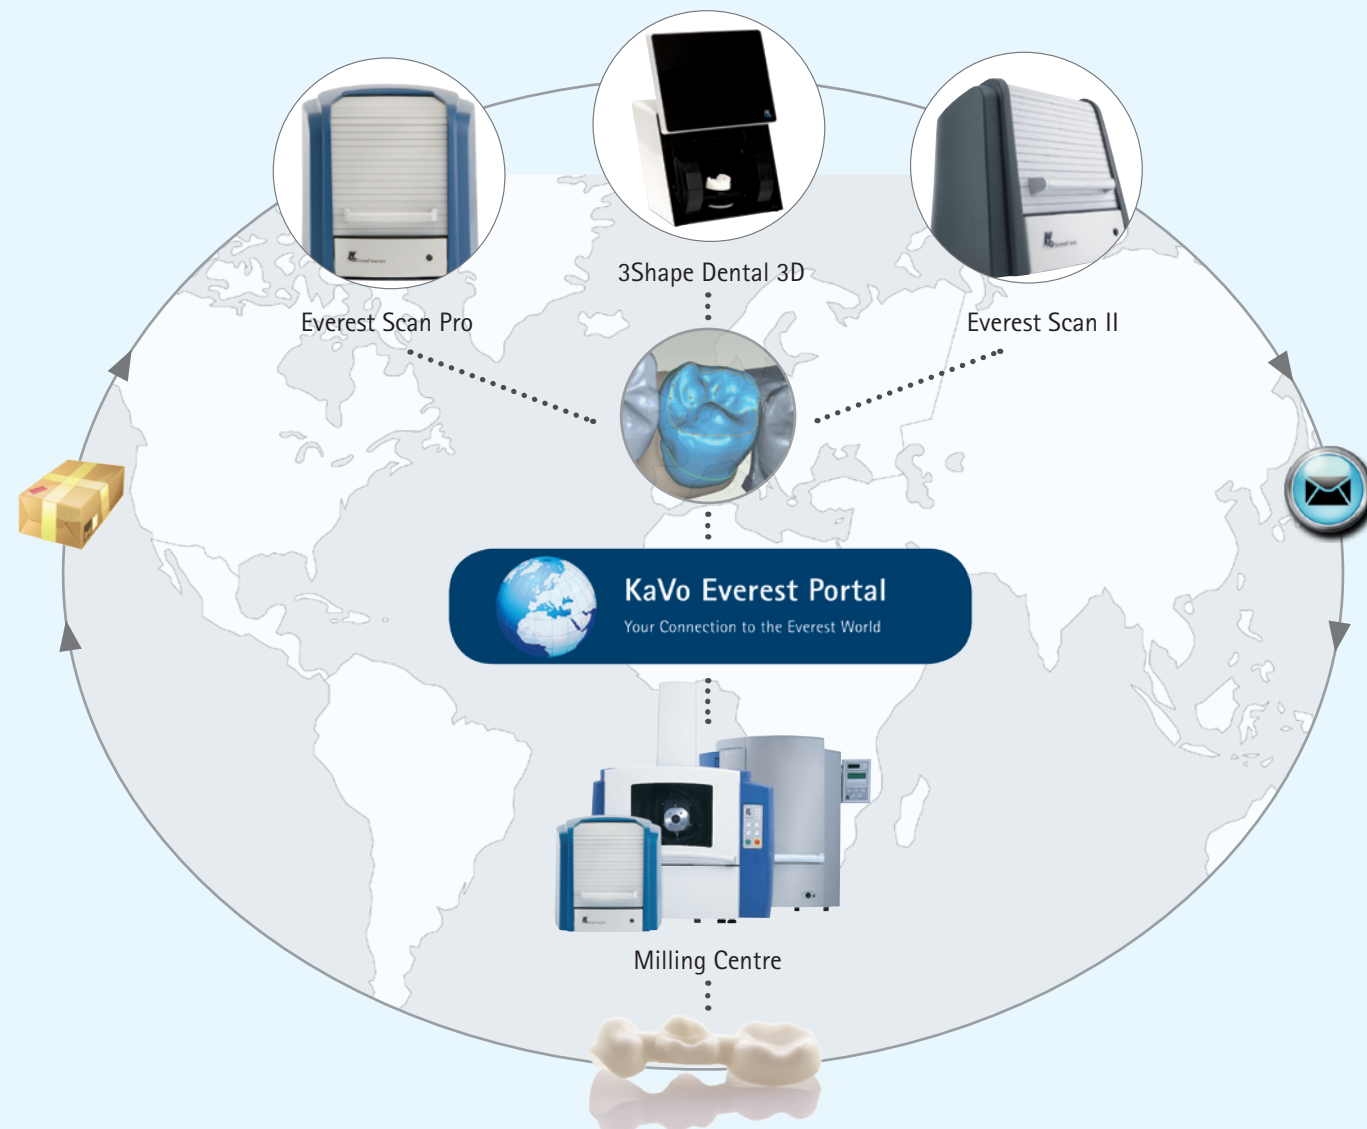 3Shape Dental 3D
Everest Scan Pro
Everest Scan II
KaVo Everest Portal
Your Connection to the Everest World
Milling Centre